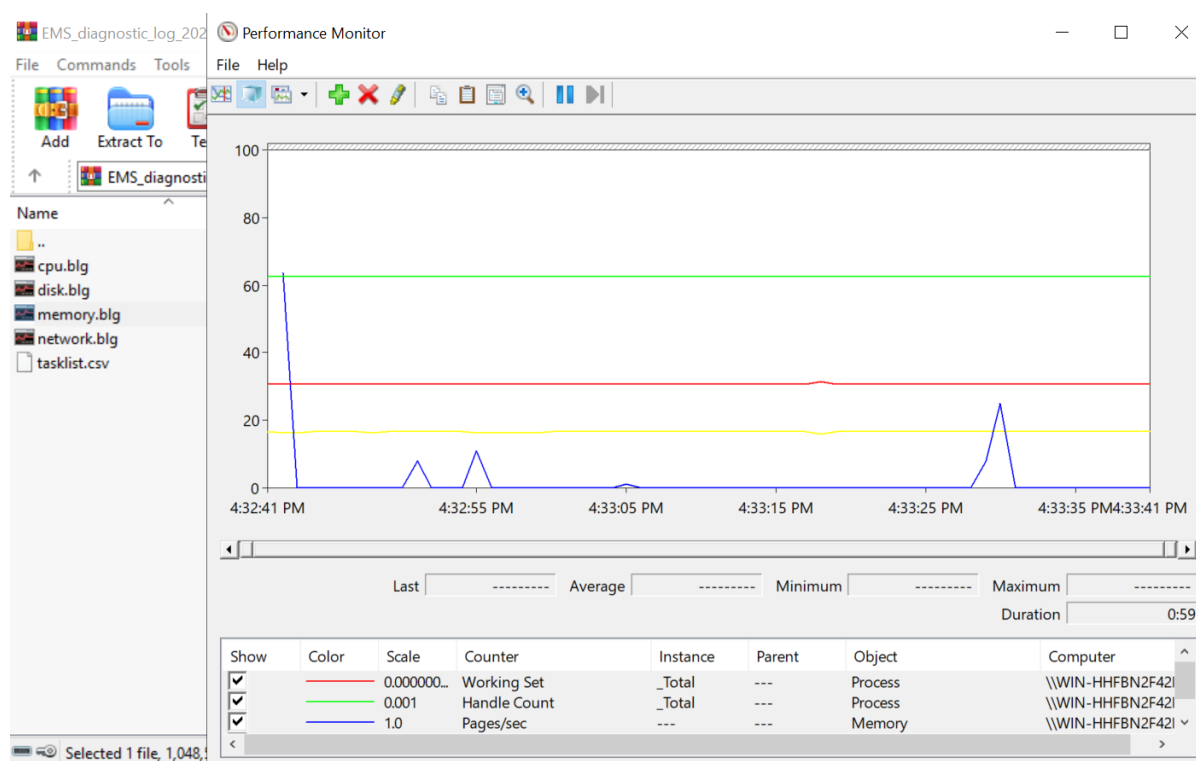 EMS_diagnostic_log_202
File Commands Tools
Add Extract To Te
EMS_diagnosti
Name
..
cpu.blg
disk.blg
memory.blg
network.blg
tasklist.csv
Selected 1 file, 1,048,5
Performance Monitor
File Help
100
80
60
40
20
0
4:32:41 PM 4:32:55 PM 4:33:05 PM 4:33:15 PM 4:33:25 PM 4:33:35 PM 4:33:41 PM
Last --------- Average --------- Minimum --------- Maximum ---------
Duration 0:59
Show Color Scale Counter Instance Parent Object Computer
0.000000... Working Set _Total --- Process \\WIN-HHFBN2F42I
0.001 Handle Count _Total --- Process \\WIN-HHFBN2F42I
1.0 Pages/sec --- --- Memory \\WIN-HHFBN2F42I